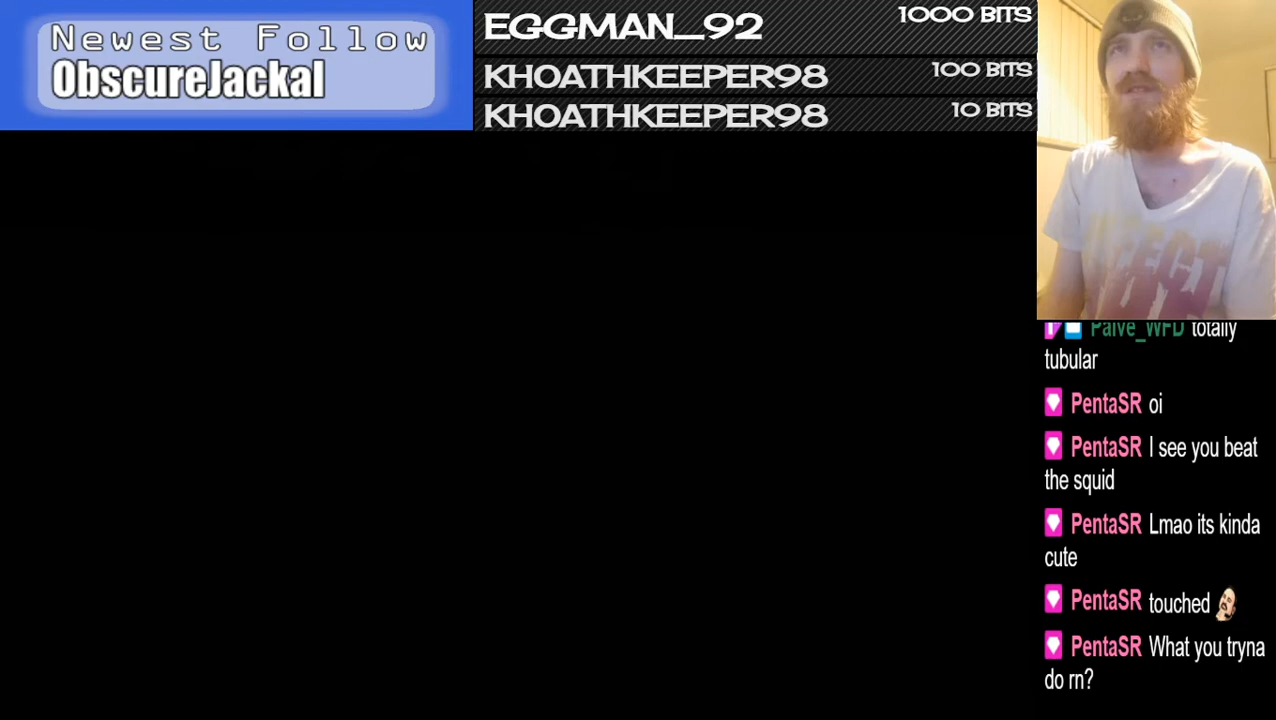 Newest Follow
ObscureJackal
EGGMAN_92 1000 BITS
KHOATHKEEPER98 100 BITS
KHOATHKEEPER98 10 BITS
Palve_WFD totally
tubular
PentaSR oi
PentaSR I see you beat
the squid
PentaSR Lmao its kinda
cute
PentaSR touched
PentaSR What you tryna
do rn?